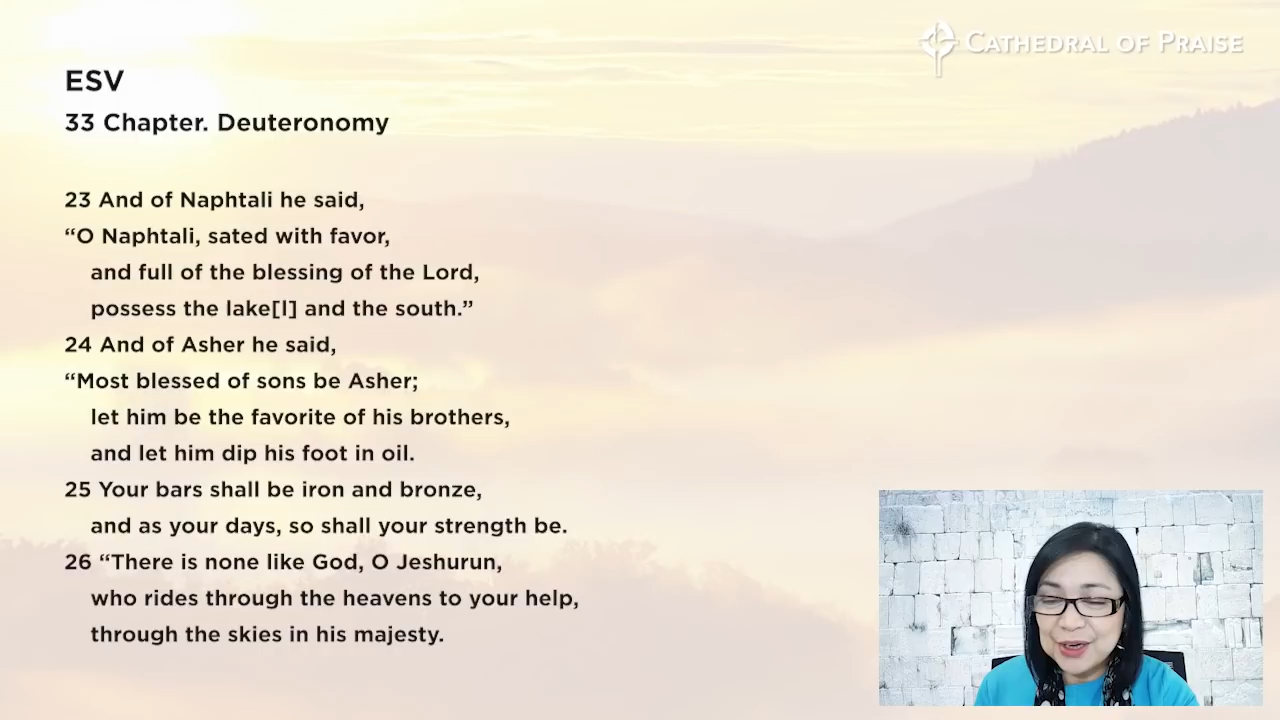 CATHEDRAL OF PRAISE
ESV
33 Chapter. Deuteronomy
23 And of Naphtali he said,
“O Naphtali, sated with favor,
and full of the blessing of the Lord,
possess the lake[l] and the south.”
24 And of Asher he said,
“Most blessed of sons be Asher;
let him be the favorite of his brothers,
and let him dip his foot in oil.
25 Your bars shall be iron and bronze,
and as your days, so shall your strength be.
26 “There is none like God, O Jeshurun,
who rides through the heavens to your help,
through the skies in his majesty.